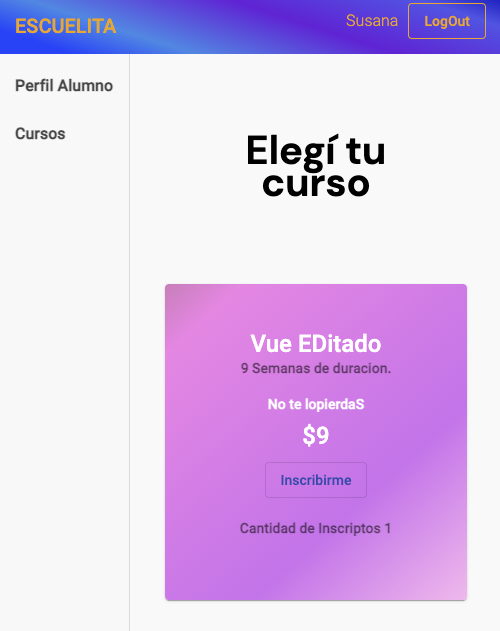 ESCUELITA
Susana
LogOut
Perfil Alumno
Cursos
Elegí tu
curso
Vue EDitado
9 Semanas de duracion.
No te lopierdaS
$9
Inscribirme
Cantidad de Inscriptos 1